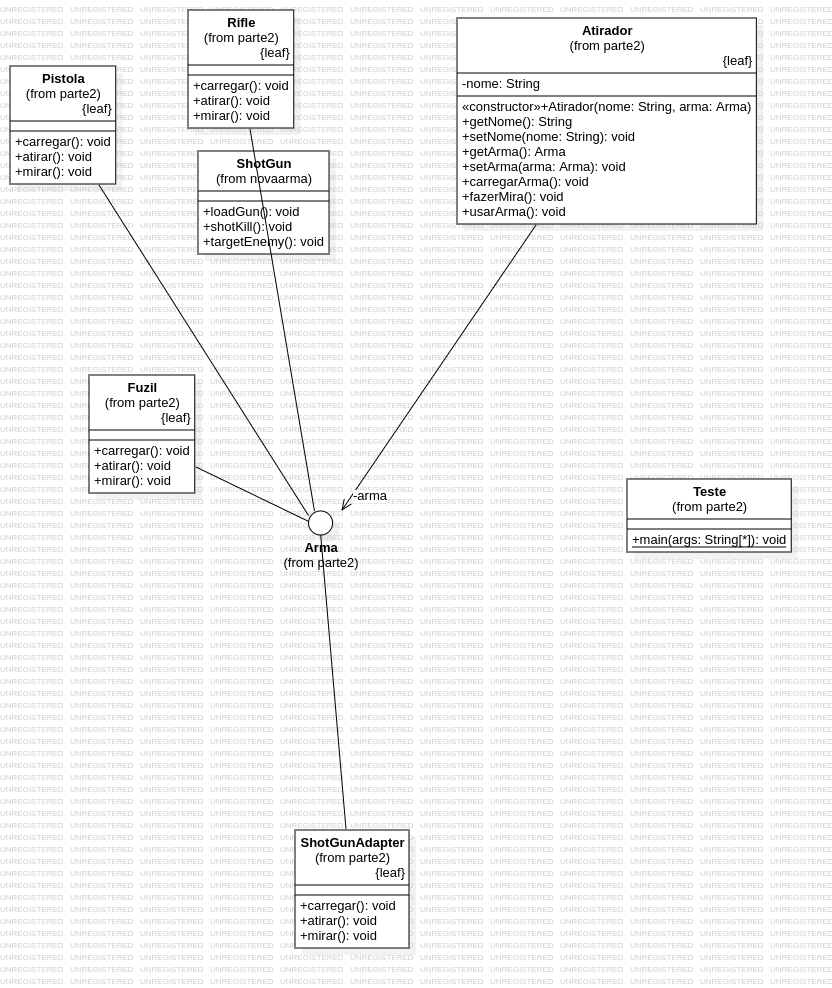 Rifle
(from parte2)
{leaf}
+carregar(): void
+atirar(): void
+mirar(): void
Atirador
(from parte2)
{leaf}
-nome: String
«constructor»+Atirador(nome: String, arma: Arma)
+getNome(): String
+setNome(nome: String): void
+getArma(): Arma
+setArma(arma: Arma): void
+carregarArma(): void
+fazerMira(): void
+usarArma(): void
Pistola
(from parte2)
{leaf}
+carregar(): void
+atirar(): void
+mirar(): void
ShotGun
(from novaarma)
+loadGun(): void
+shotKill(): void
+targetEnemy(): void
Fuzil
(from parte2)
{leaf}
+carregar(): void
+atirar(): void
+mirar(): void
-arma
Arma
(from parte2)
Teste
(from parte2)
+main(args: String[*]): void
ShotGunAdapter
(from parte2)
{leaf}
+carregar(): void
+atirar(): void
+mirar(): void
UNREGISTERED